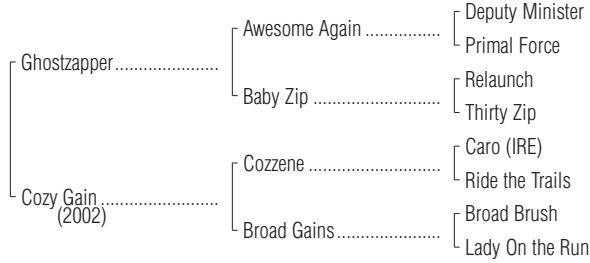 Deputy Minister
Awesome Again ..................
Primal Force
Ghostzapper......................
Relaunch
Baby Zip ..........................
Thirty Zip
Caro (IRE)
Cozzene ............................
Ride the Trails
Cozy Gain .........................
(2002)
Broad Brush
Broad Gains......................
Lady On the Run